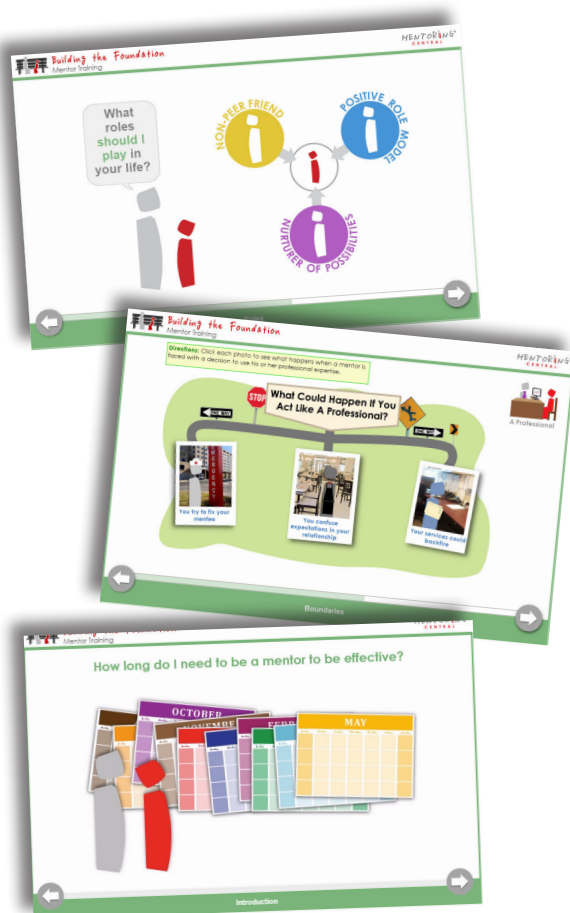 Building the Foundation
Mentor Training
MENTORING
CENTRAL
What
roles
should I
play in
your life?
NON-PEER FRIEND
POSITIVE ROLE MODEL
NURTURER OF POSSIBILITIES
Building the Foundation
Mentor Training
MENTORING
CENTRAL
Directions: Click each photo to see what happens when a mentor is
faced with a decision to use his or her professional expertise.
A Professional
STOP
What Could Happen If You
Act Like A Professional?
ONE WAY
ONE WAY
EMERGENCY
You try to fix your
mentee
You confuse
expectations in your
relationship
Your services could
backfire
Boundaries
Mentor Training
CENTRAL
How long do I need to be a mentor to be effective?
OCTOBER
NOVEMBER
FEBR
MAY
Introduction